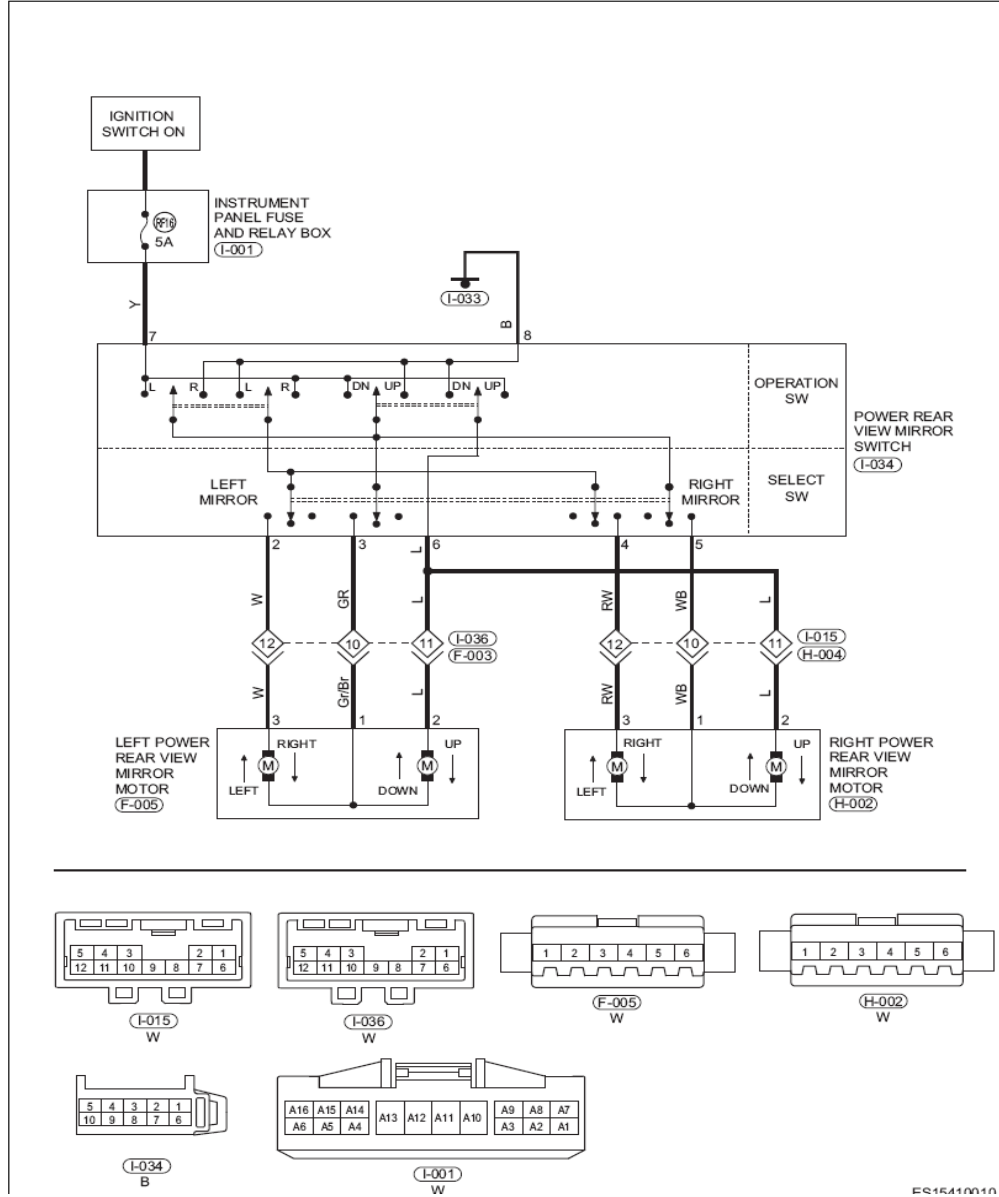 IGNITION
SWITCH ON
INSTRUMENT
PANEL FUSE
AND RELAY BOX
I-001
RF16
5A
I-033
Y
B
7
8
L R L R DN UP DN UP
OPERATION
SW
POWER REAR
VIEW MIRROR
SWITCH
I-034
LEFT
MIRROR
RIGHT
MIRROR
SELECT
SW
2 3 6 4 5
W GR L L RW WB L
12 10 11 I-036
F-003
12 10 11 I-015
H-004
W Gr/Br L RW WB L
3 1 2 3 1 2
LEFT POWER
REAR VIEW
MIRROR
MOTOR
F-005
RIGHT UP
M M
LEFT DOWN
RIGHT UP
M M
LEFT DOWN
RIGHT POWER
REAR VIEW
MIRROR
MOTOR
H-002
5 4 3 2 1
12 11 10 9 8 7 6
I-015
W
5 4 3 2 1
12 11 10 9 8 7 6
I-036
W
1 2 3 4 5 6
F-005
W
1 2 3 4 5 6
H-002
W
5 4 3 2 1
10 9 8 7 6
I-034
B
A16 A15 A14 A13 A12 A11 A10 A9 A8 A7
A6 A5 A4 A3 A2 A1
I-001
W
ES15410010